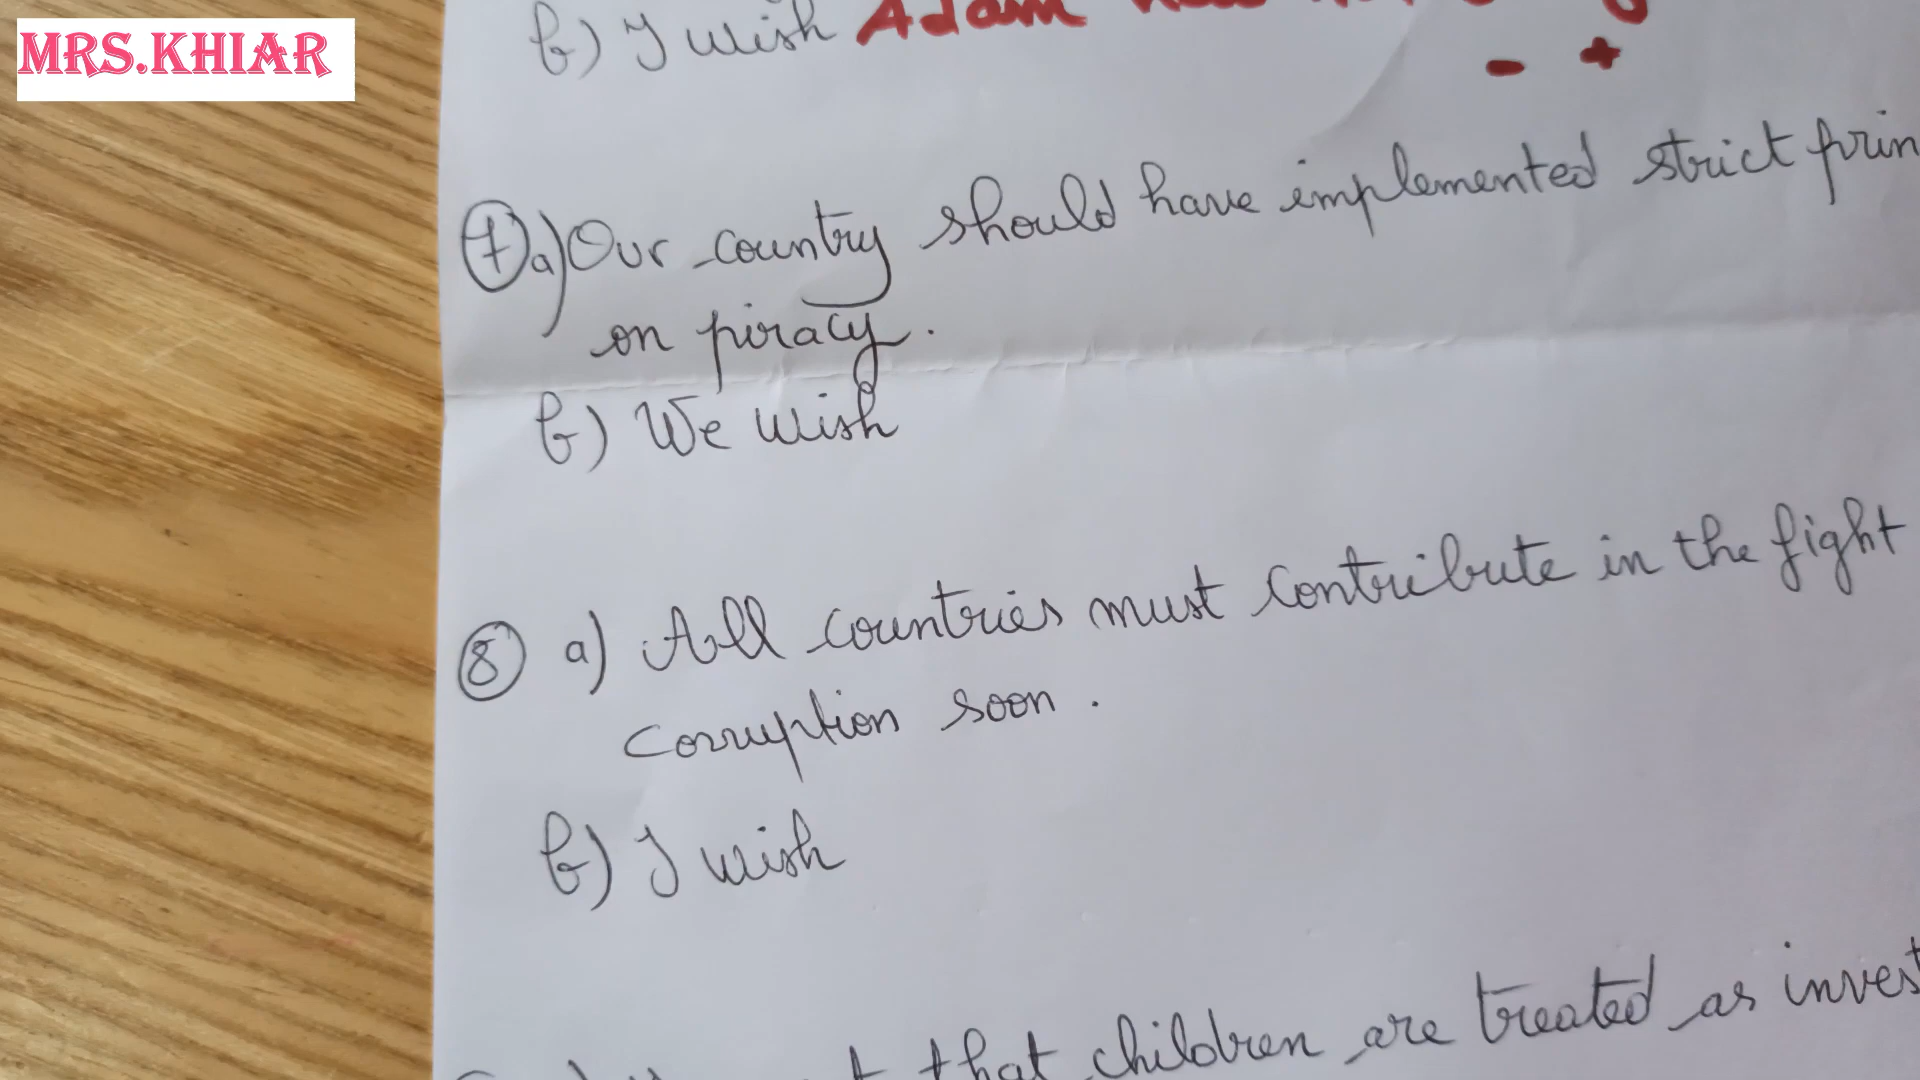 MRS.KHIAR
b) I wish Adam
- +
7 a) Our country should have implemented strict
on piracy.
b) We wish
8 a) All countries must contribute in the fight
corruption soon.
b) I wish
that children are treated as